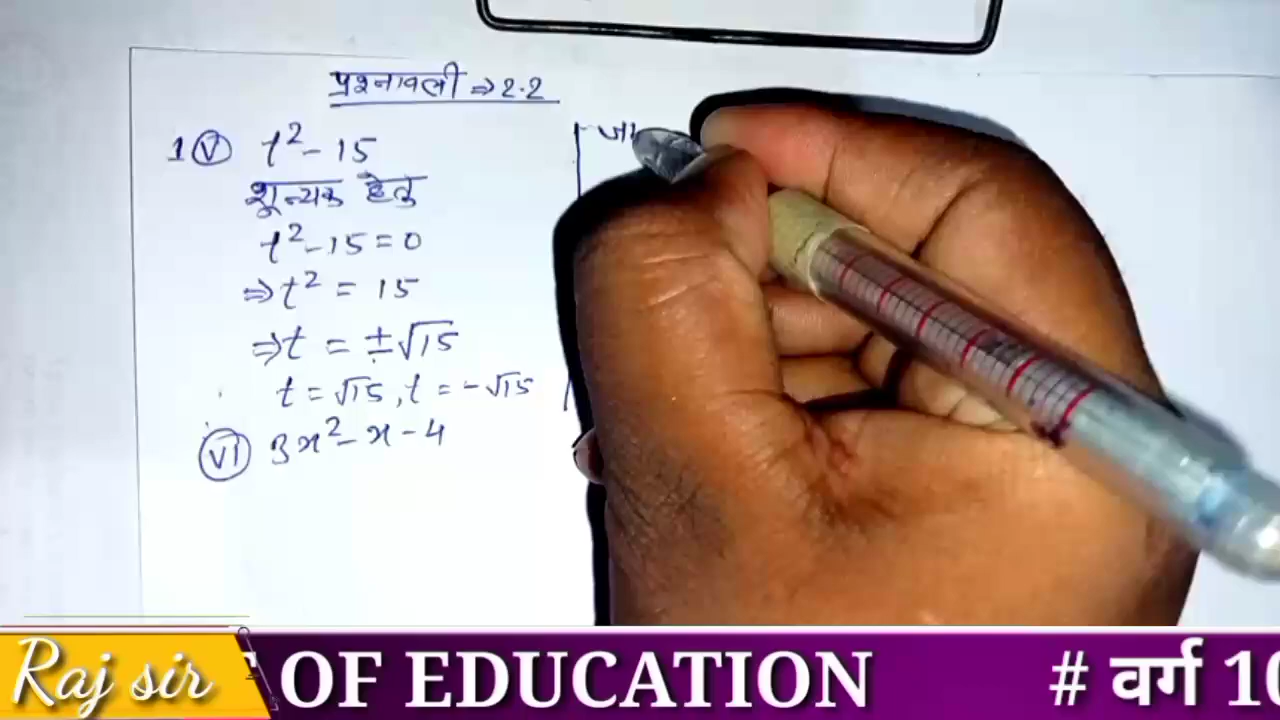 प्रश्नावली ⇒ 2.2
1 (v) t² - 15
शून्यक हेतु
t² - 15 = 0
⇒ t² = 15
⇒ t = ±√15
t = √15, t = -√15
(vi) 3x² - x - 4
Raj sir
OF EDUCATION # वर्ग 10